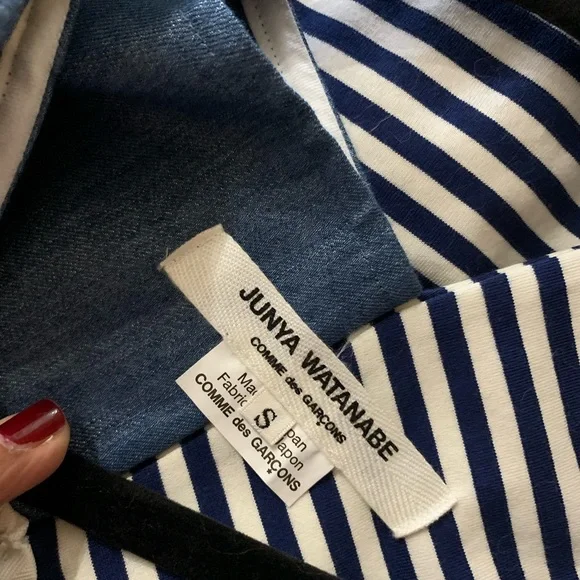 JUNYA WATANABE
COMME des GARÇONS
S
COMME des GARÇONS